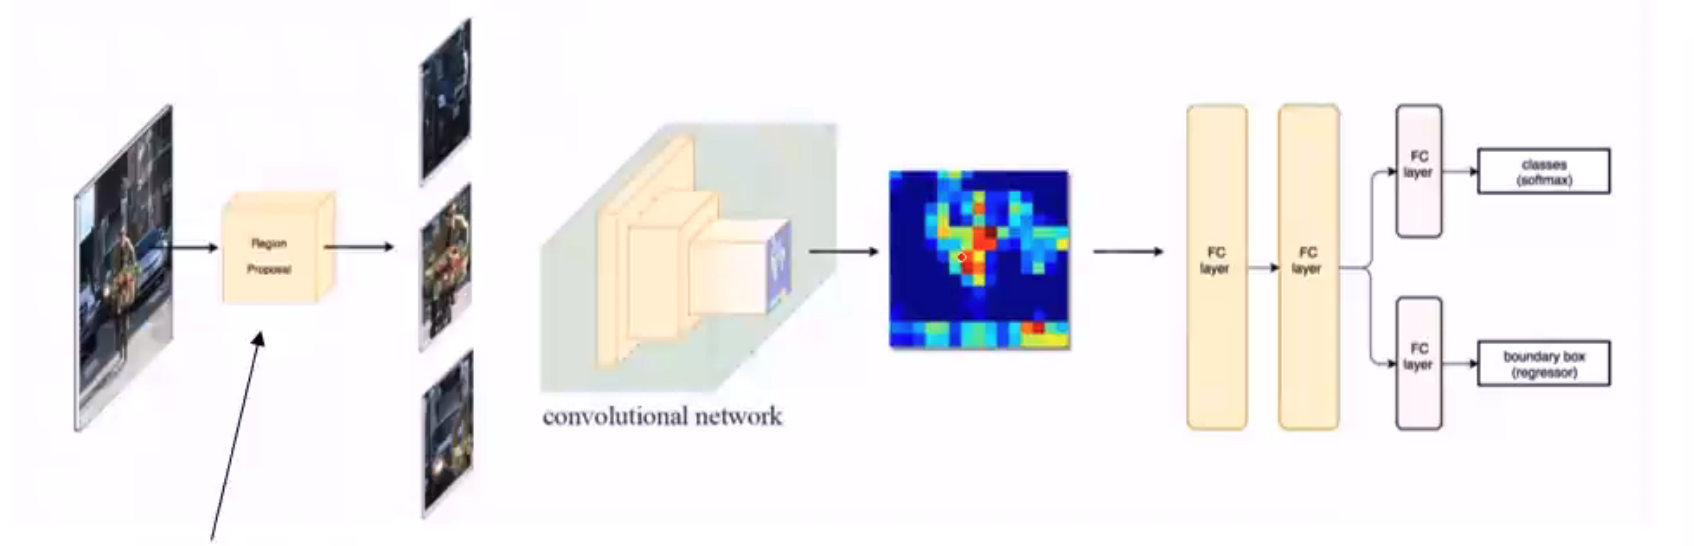 Region
Proposal
convolutional network
FC
layer
FC
layer
FC
layer
classes
(softmax)
FC
layer
boundary box
(regressor)